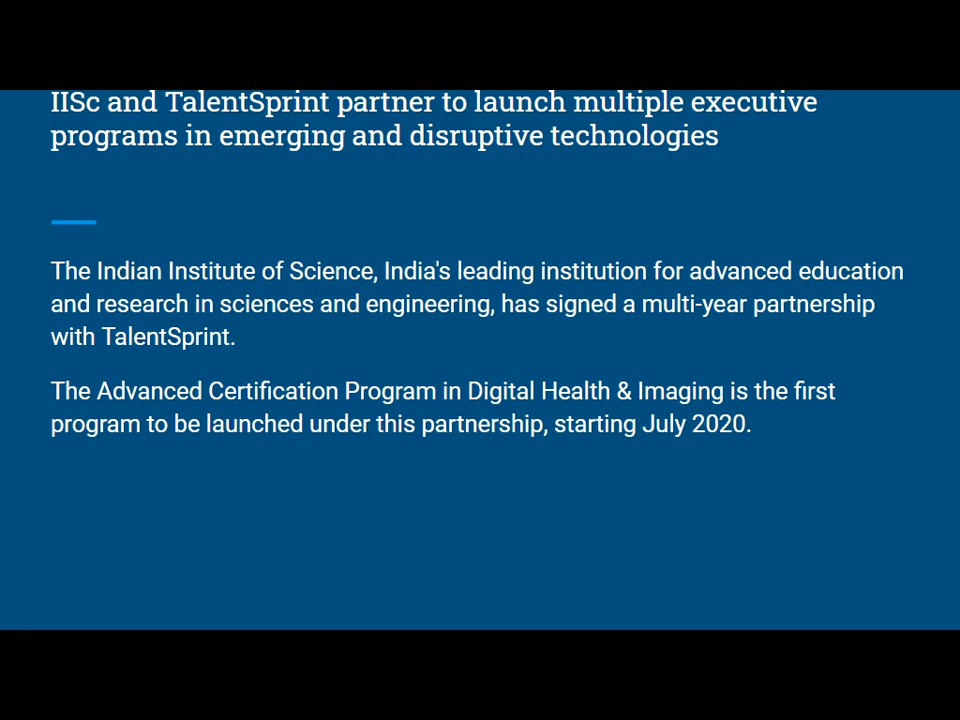 IISc and TalentSprint partner to launch multiple executive
programs in emerging and disruptive technologies
The Indian Institute of Science, India's leading institution for advanced education
and research in sciences and engineering, has signed a multi-year partnership
with TalentSprint.
The Advanced Certification Program in Digital Health & Imaging is the first
program to be launched under this partnership, starting July 2020.